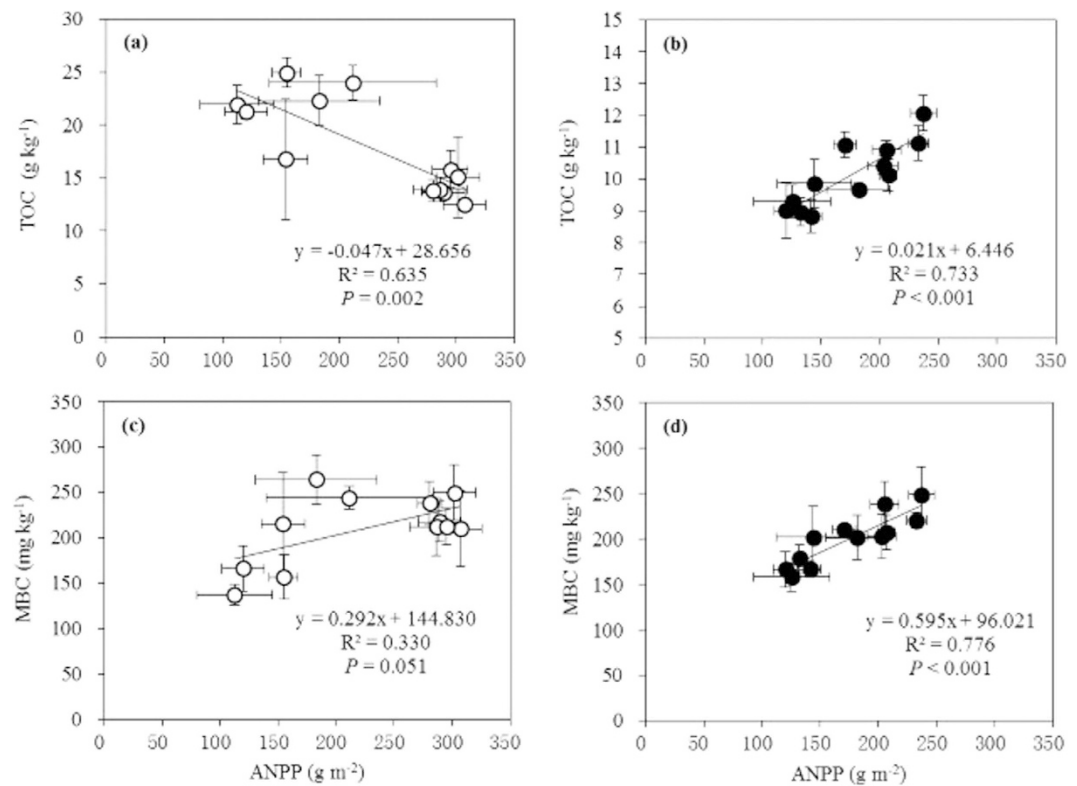 (a)
30
25
20
15
10
5
0
TOC (g kg⁻¹)
y = -0.047x + 28.656
R² = 0.635
P = 0.002
0 50 100 150 200 250 300 350
(b)
15
14
13
12
11
10
9
8
7
6
5
TOC (g kg⁻¹)
y = 0.021x + 6.446
R² = 0.733
P < 0.001
0 50 100 150 200 250 300 350
(c)
350
300
250
200
150
100
50
0
MBC (mg kg⁻¹)
y = 0.292x + 144.830
R² = 0.330
P = 0.051
0 50 100 150 200 250 300 350
ANPP (g m⁻²)
(d)
350
300
250
200
150
100
50
0
MBC (mg kg⁻¹)
y = 0.595x + 96.021
R² = 0.776
P < 0.001
0 50 100 150 200 250 300 350
ANPP (g m⁻²)